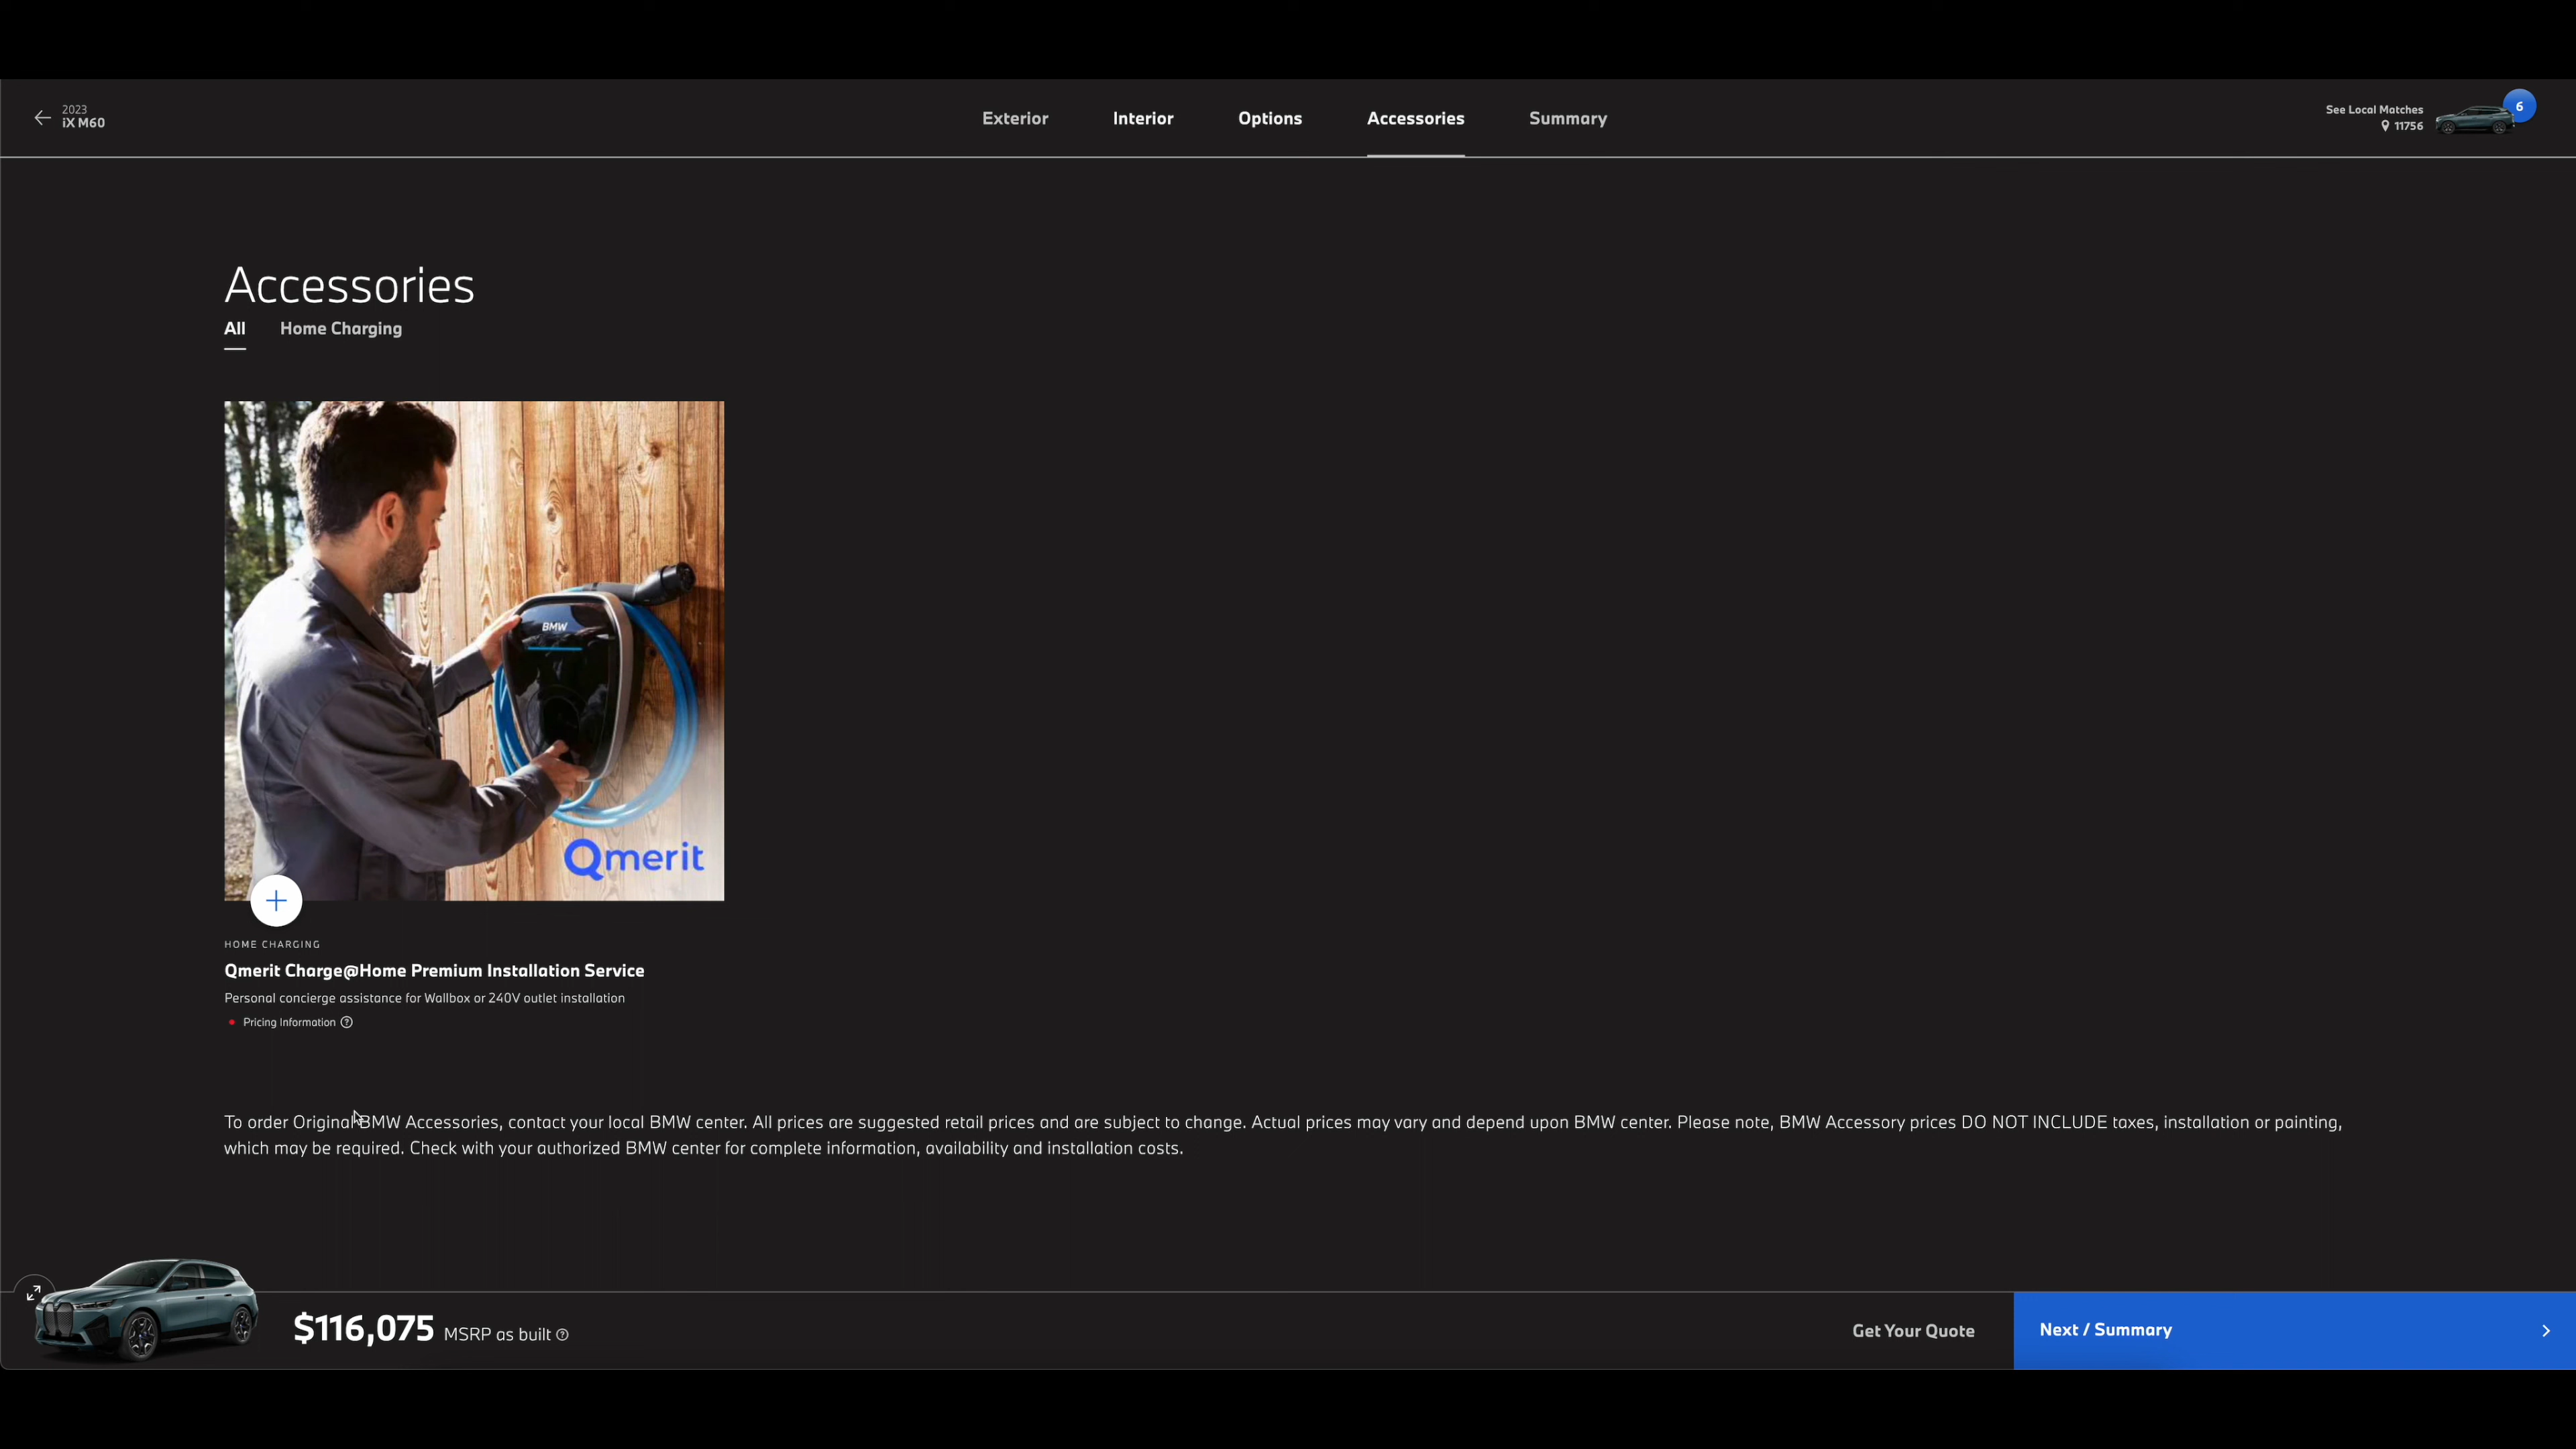 2023
iX M60
Exterior
Interior
Options
Accessories
Summary
See Local Matches
11756
6
Accessories
All
Home Charging
BMW
Qmerit
HOME CHARGING
Qmerit Charge@Home Premium Installation Service
Personal concierge assistance for Wallbox or 240V outlet installation
Pricing Information
To order Original BMW Accessories, contact your local BMW center. All prices are suggested retail prices and are subject to change. Actual prices may vary and depend upon BMW center. Please note, BMW Accessory prices DO NOT INCLUDE taxes, installation or painting,
which may be required. Check with your authorized BMW center for complete information, availability and installation costs.
$116,075 MSRP as built
Get Your Quote
Next / Summary